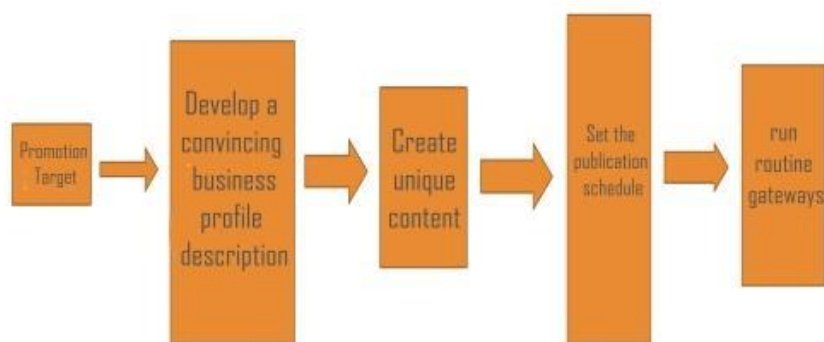 Promotion
Target
Develop a
convincing
business
profile
description
Create
unique
content
Set the
publication
schedule
run
routine
gateways